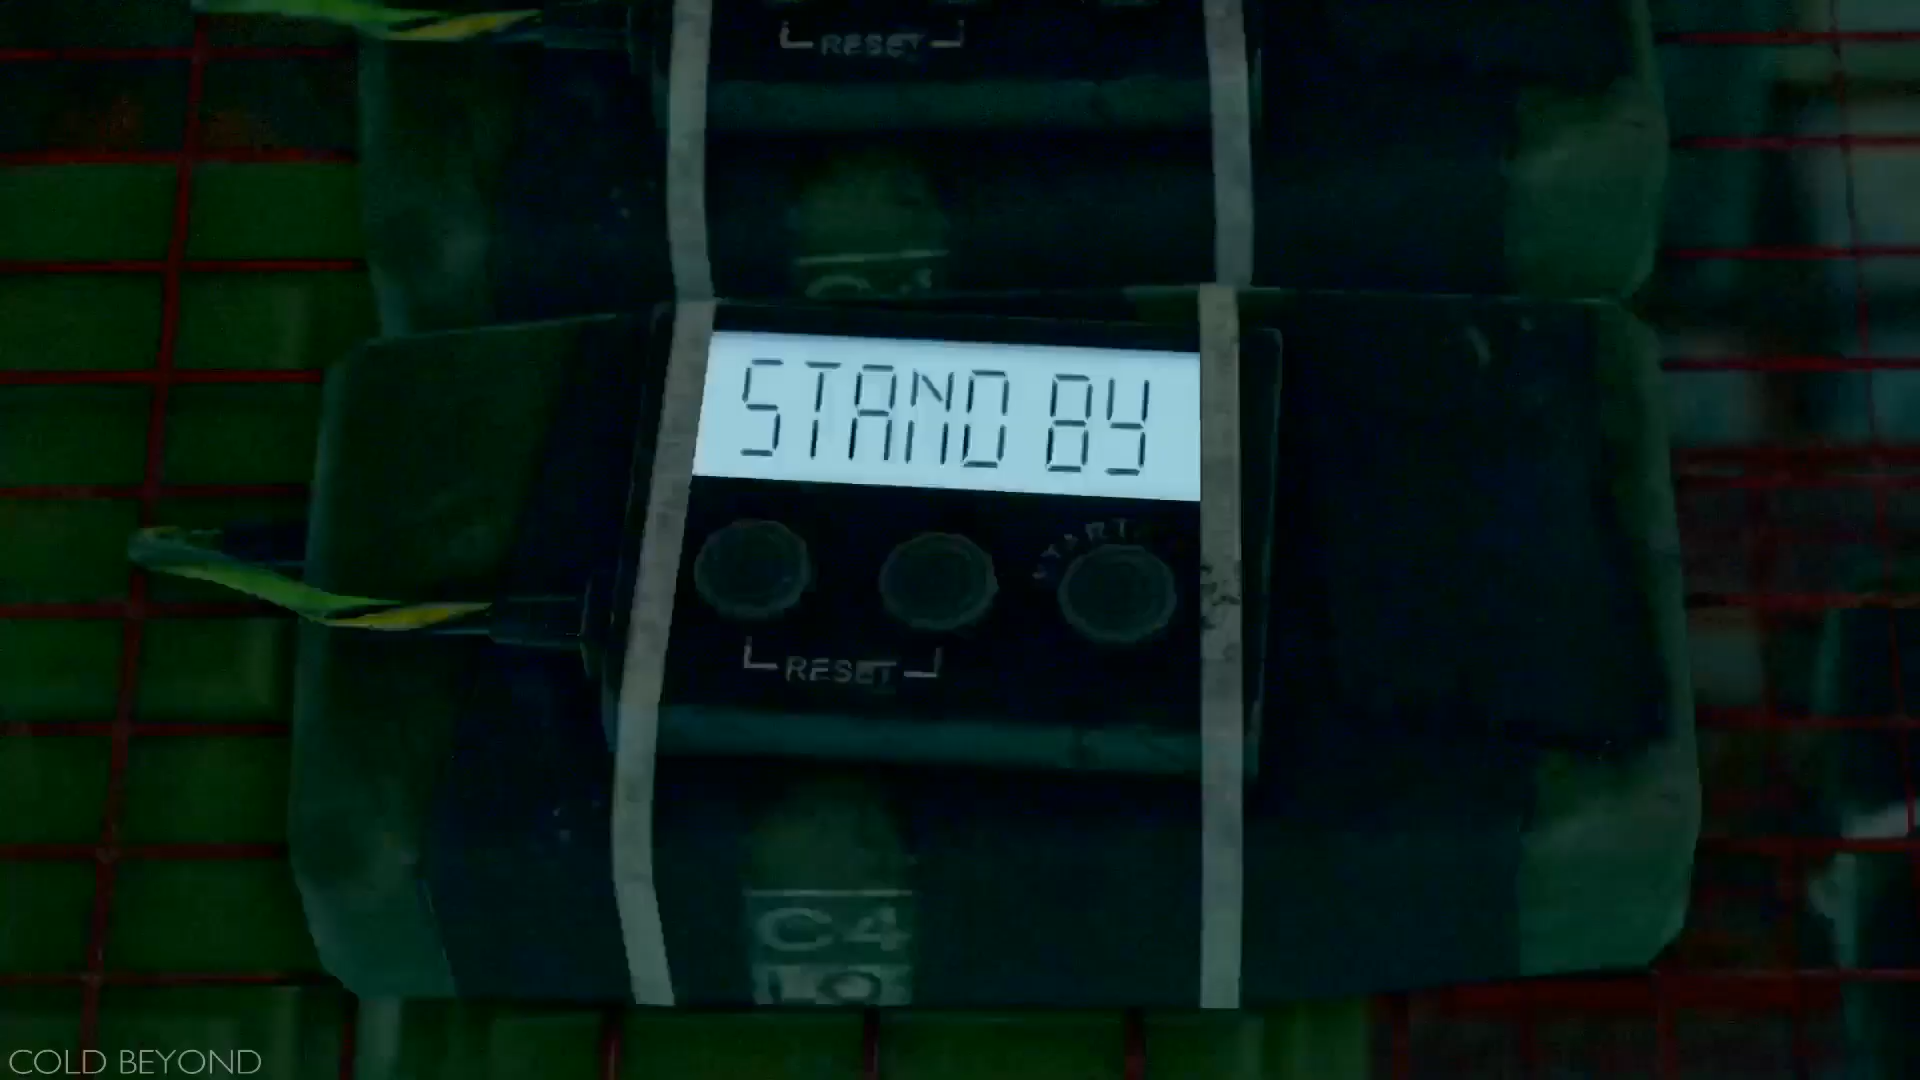 RESET
STAND BY
START
RESET
C4
COLD BEYOND